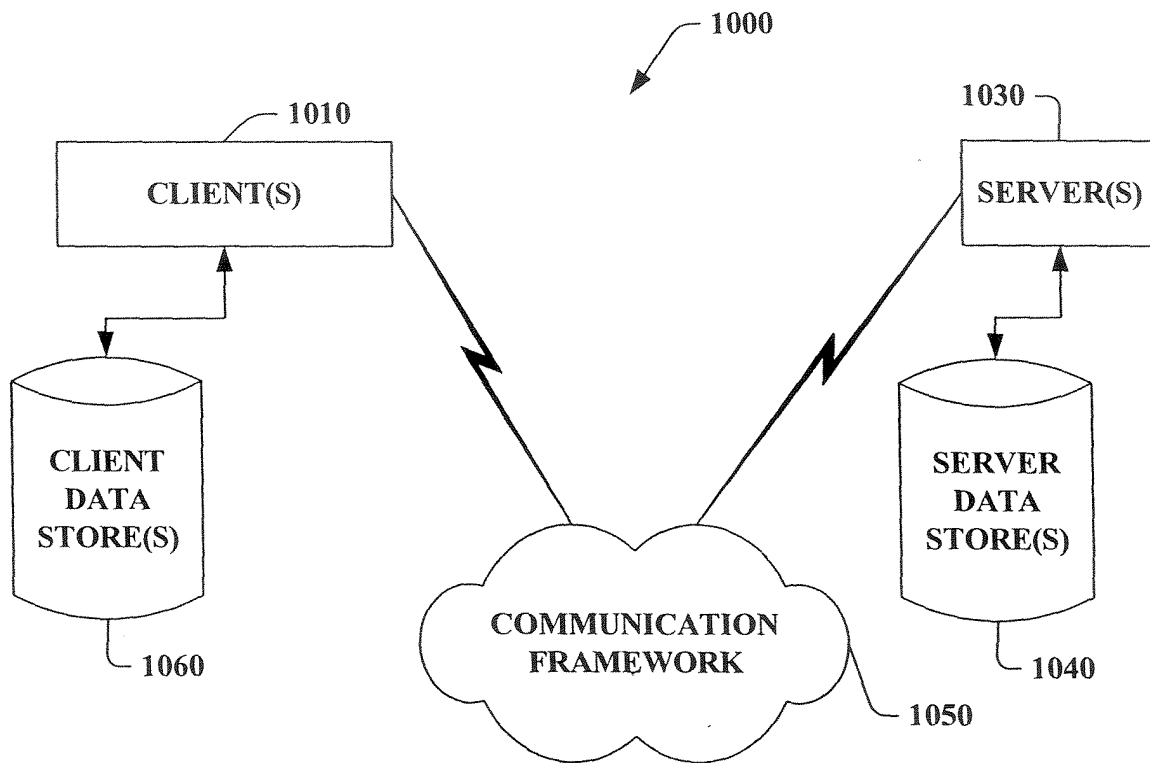 1000
1010
1030
CLIENT(S)
SERVER(S)
CLIENT
DATA
STORE(S)
SERVER
DATA
STORE(S)
COMMUNICATION
FRAMEWORK
1060
1040
1050